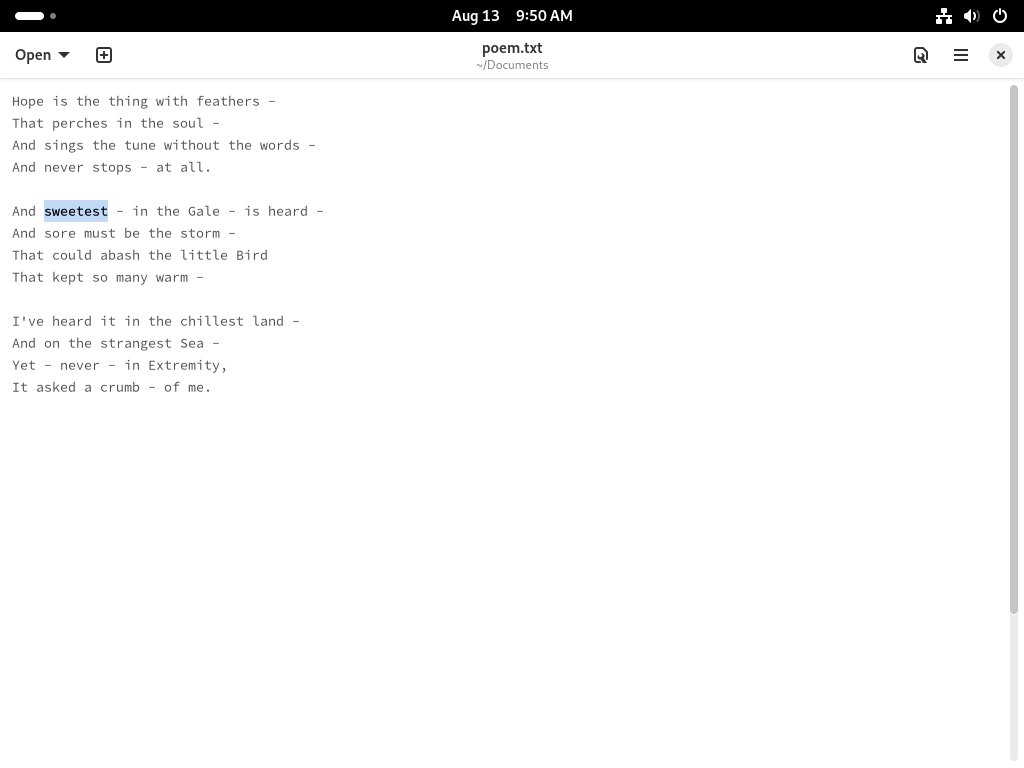 Aug 13 9:50 AM
Open
poem.txt
~/Documents
Hope is the thing with feathers –
That perches in the soul –
And sings the tune without the words –
And never stops – at all.
And sweetest – in the Gale – is heard –
And sore must be the storm –
That could abash the little Bird
That kept so many warm –
I've heard it in the chillest land –
And on the strangest Sea –
Yet – never – in Extremity,
It asked a crumb – of me.